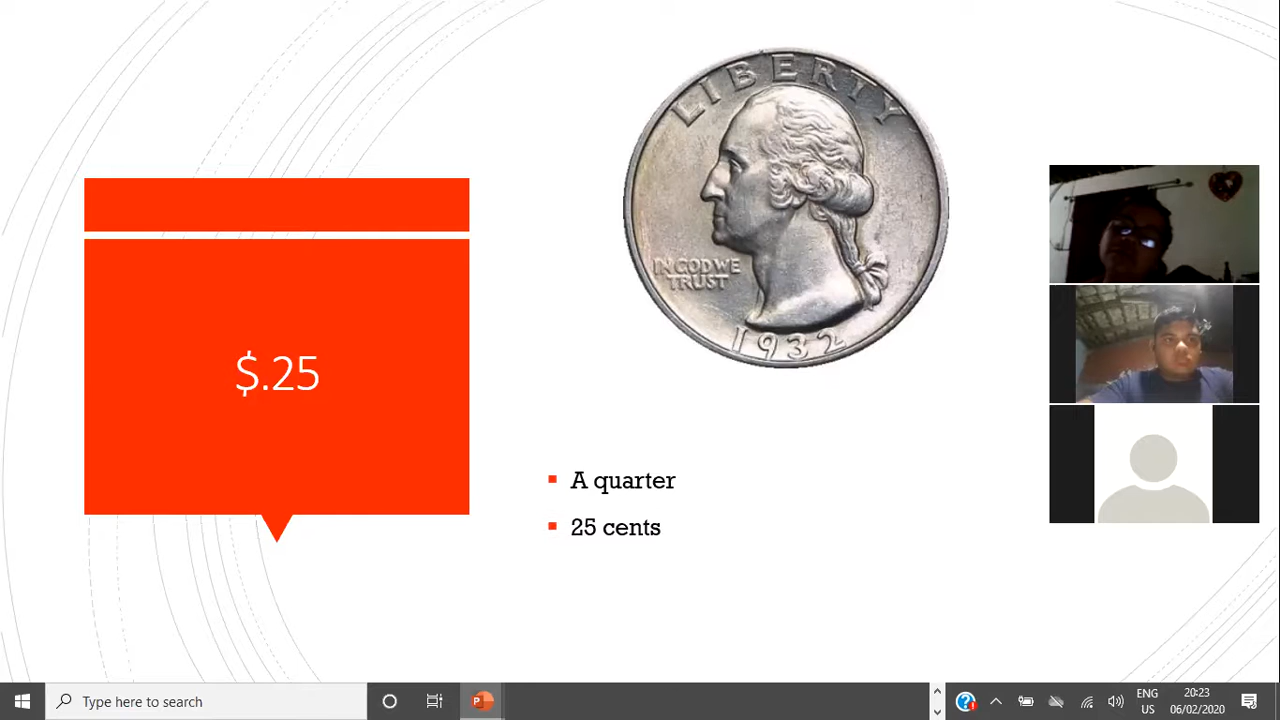 LIBERTY
IN GOD WE
TRUST
1932
$.25
A quarter
25 cents
Type here to search
ENG
US
20:23
06/02/2020